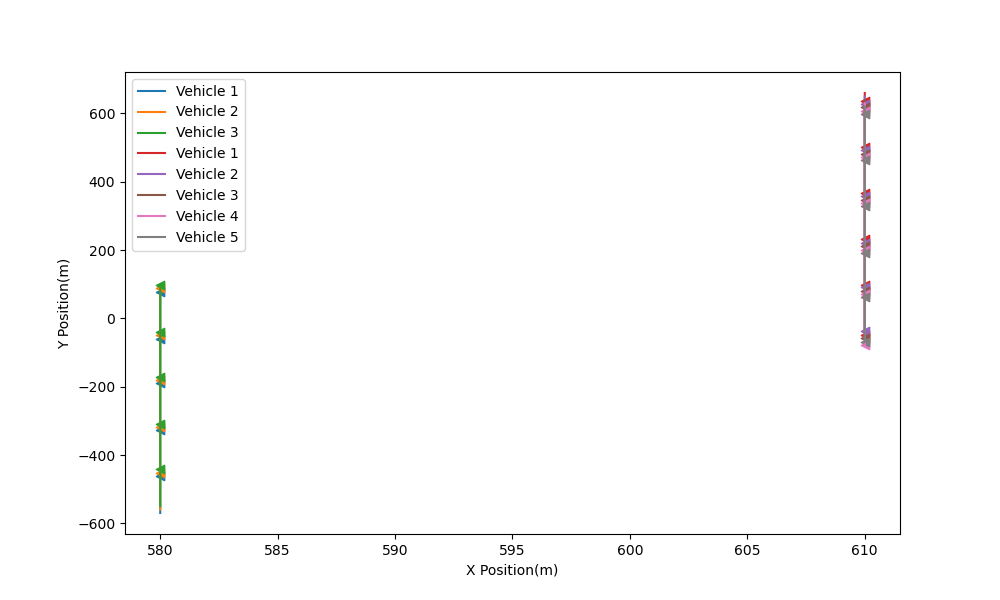 Vehicle 1
Vehicle 2
Vehicle 3
Vehicle 1
Vehicle 2
Vehicle 3
Vehicle 4
Vehicle 5
600
400
200
0
−200
−400
−600
Y Position(m)
580
585
590
595
600
605
610
X Position(m)